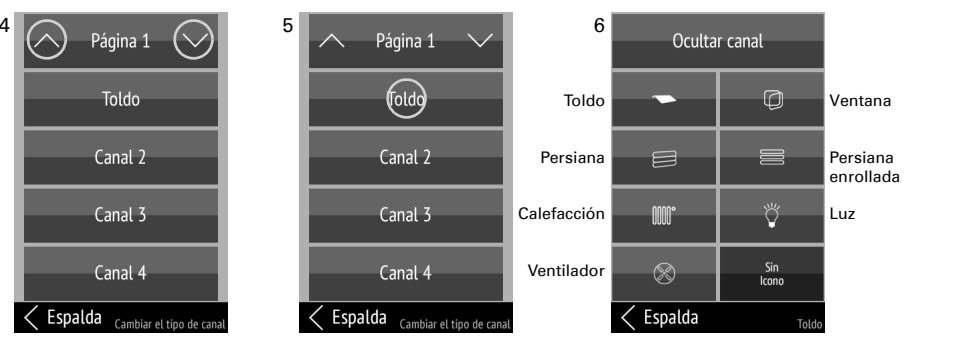 4
Página 1
Toldo
Canal 2
Canal 3
Canal 4
Espalda
Cambiar el tipo de canal
5
Página 1
Toldo
Canal 2
Canal 3
Canal 4
Espalda
Cambiar el tipo de canal
6
Ocultar canal
Toldo
Ventana
Persiana
Persiana
enrollada
Calefacción
Luz
Ventilador
Sin
Icono
Espalda
Toldo